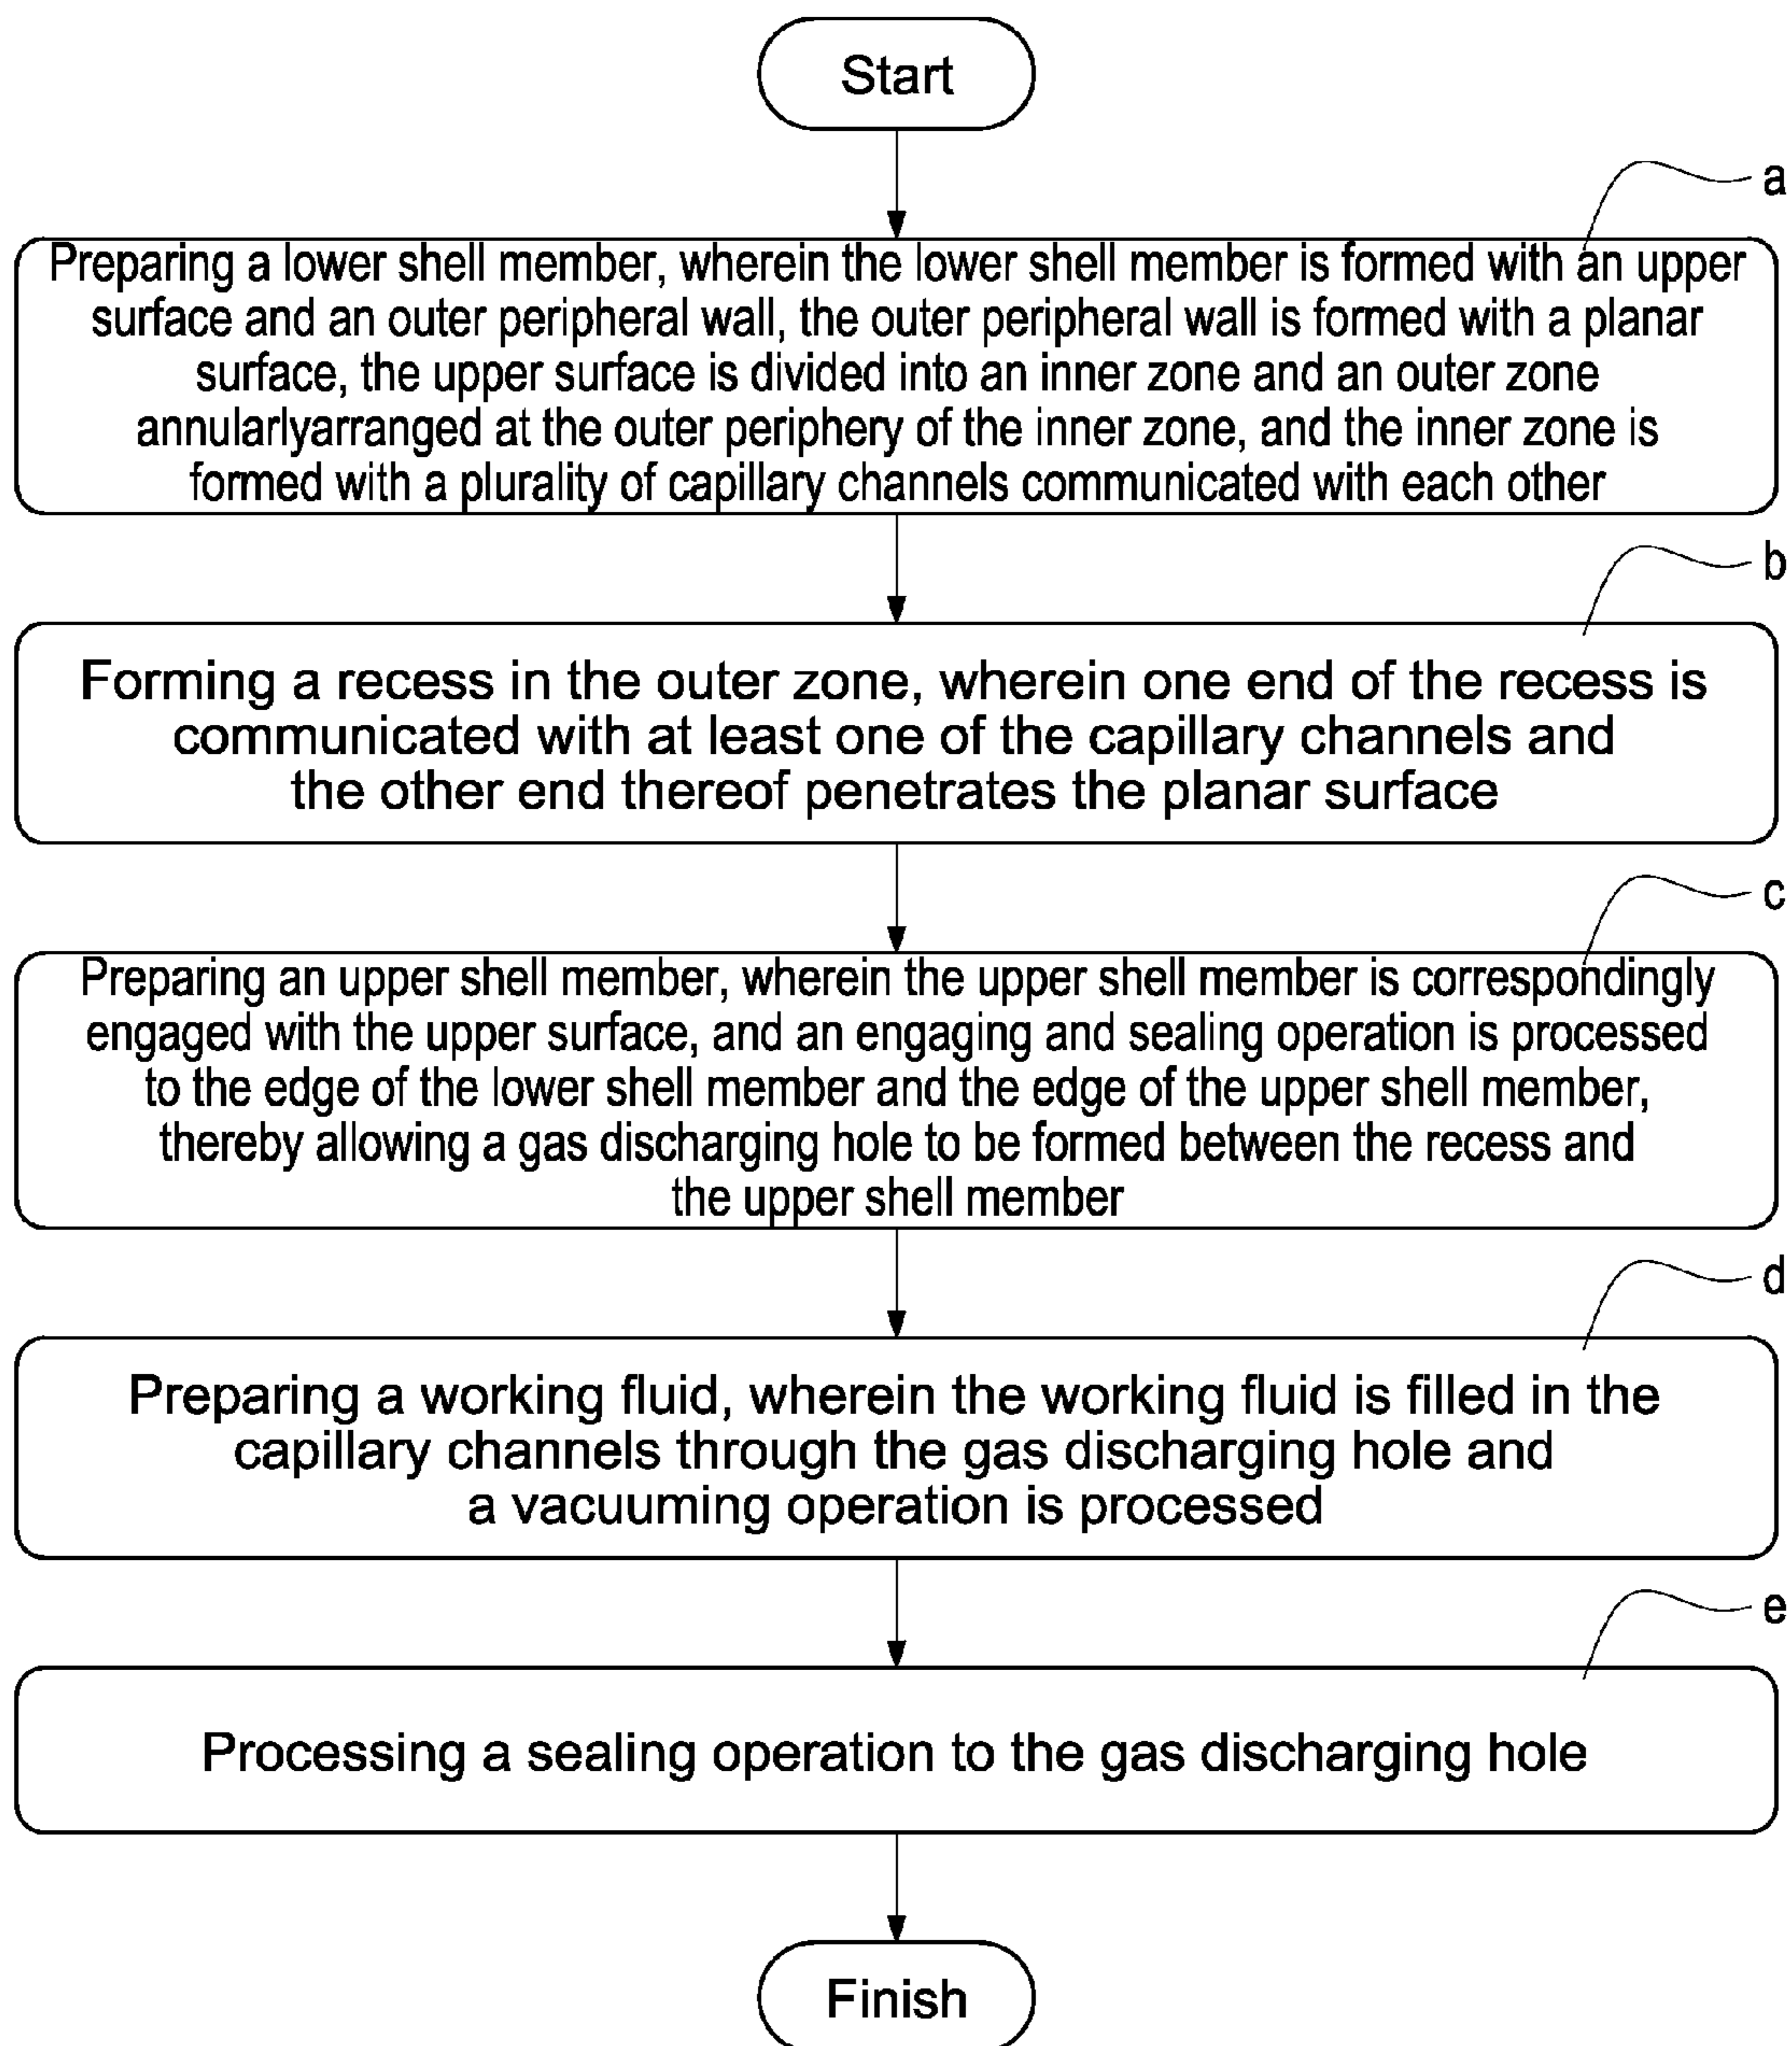 Start
a
Preparing a lower shell member, wherein the lower shell member is formed with an upper
surface and an outer peripheral wall, the outer peripheral wall is formed with a planar
surface, the upper surface is divided into an inner zone and an outer zone
annularlyarranged at the outer periphery of the inner zone, and the inner zone is
formed with a plurality of capillary channels communicated with each other
b
Forming a recess in the outer zone, wherein one end of the recess is
communicated with at least one of the capillary channels and
the other end thereof penetrates the planar surface
c
Preparing an upper shell member, wherein the upper shell member is correspondingly
engaged with the upper surface, and an engaging and sealing operation is processed
to the edge of the lower shell member and the edge of the upper shell member,
thereby allowing a gas discharging hole to be formed between the recess and
the upper shell member
d
Preparing a working fluid, wherein the working fluid is filled in the
capillary channels through the gas discharging hole and
a vacuuming operation is processed
e
Processing a sealing operation to the gas discharging hole
Finish